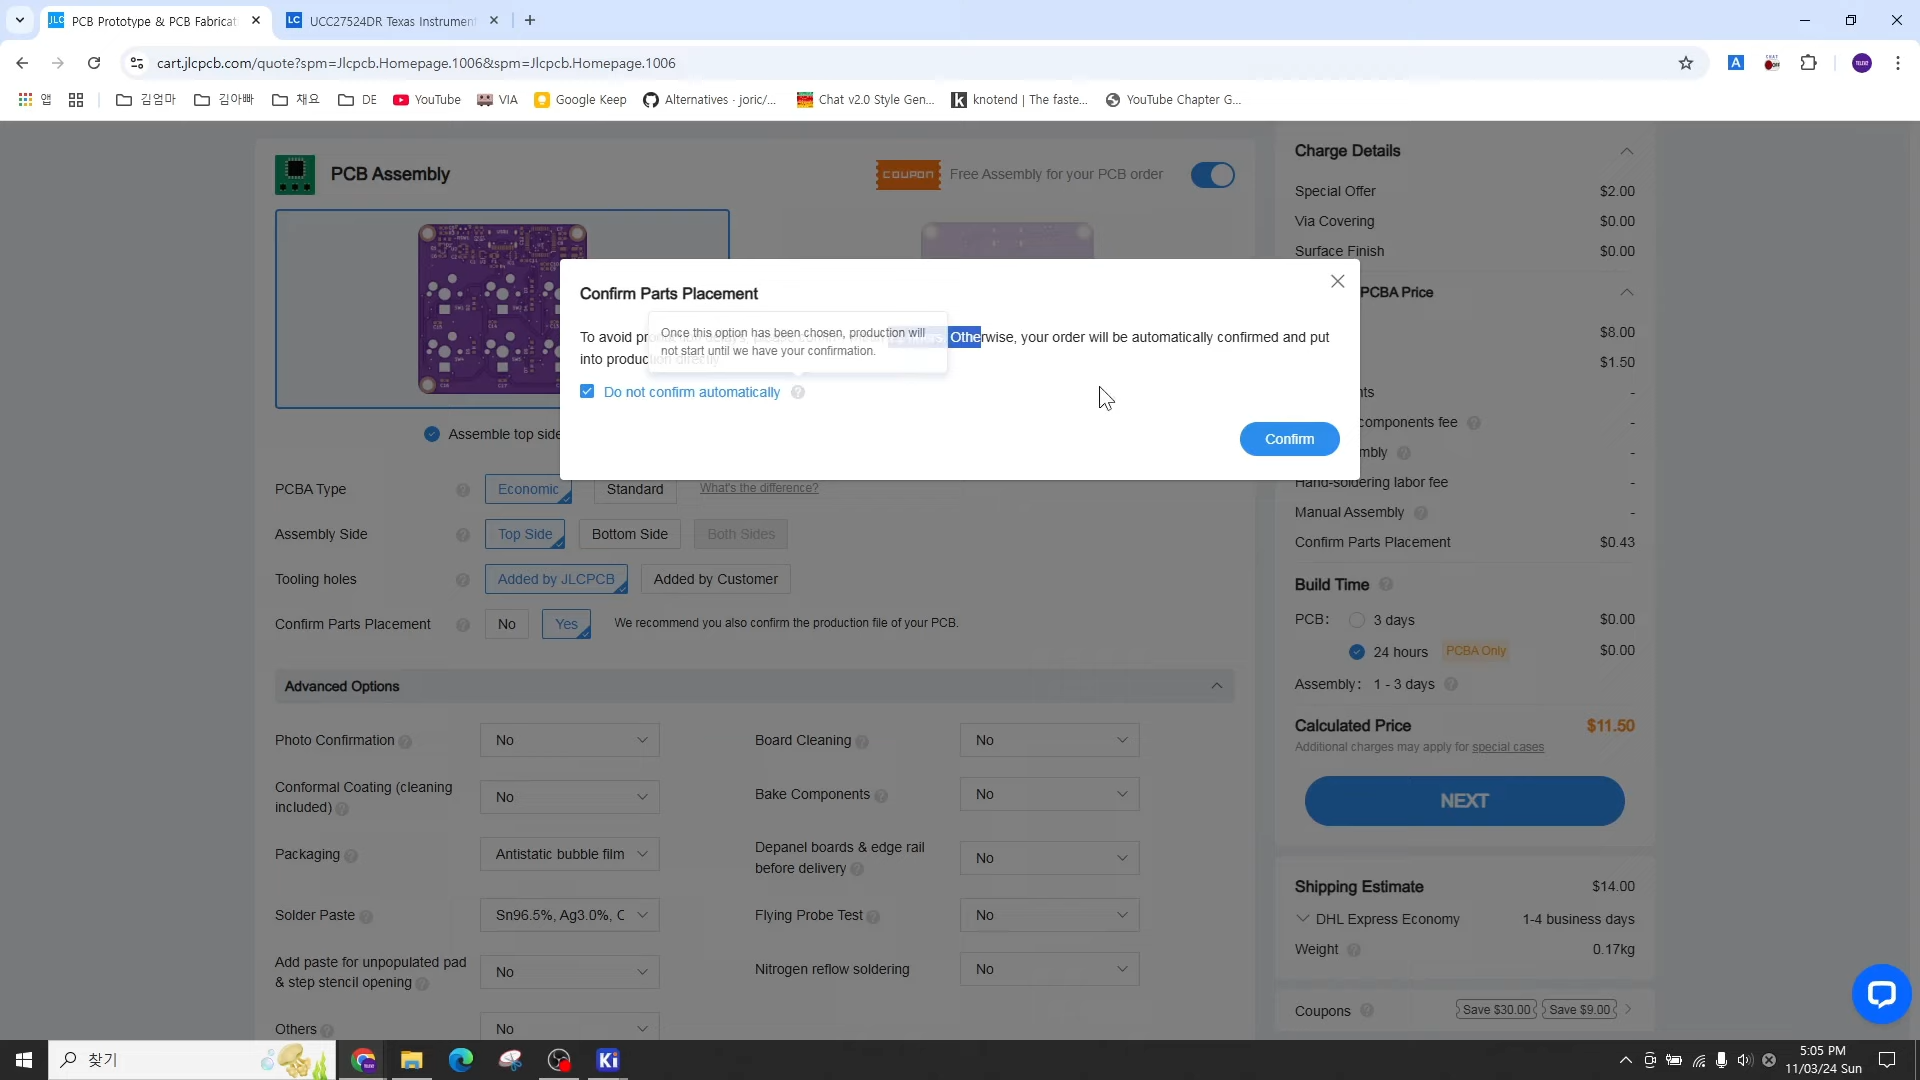 JLC PCB Prototype & PCB Fabricat
LC UCC27524DR Texas Instrumen
cart.jlcpcb.com/quote?spm=Jlcpcb.Homepage.1006&spm=Jlcpcb.Homepage.1006
앱
김엄마
김아빠
채요
DE
YouTube
VIA
Google Keep
Alternatives · joric/...
Chat v2.0 Style Gen...
knotend | The faste...
YouTube Chapter G...
PCB Assembly
COUPON
Free Assembly for your PCB order
Confirm Parts Placement
To avoid pr
Once this option has been chosen, production will
not start until we have your confirmation.
Otherwise, your order will be automatically confirmed and put
into production directly
Do not confirm automatically
Confirm
Assemble top side
PCBA Type
Economic
Standard
What's the difference?
Assembly Side
Top Side
Bottom Side
Both Sides
Tooling holes
Added by JLCPCB
Added by Customer
Confirm Parts Placement
No
Yes
We recommend you also confirm the production file of your PCB.
Advanced Options
Photo Confirmation
No
Board Cleaning
No
Conformal Coating (cleaning
included)
No
Bake Components
No
Packaging
Antistatic bubble film
Depanel boards & edge rail
before delivery
No
Solder Paste
Sn96.5%, Ag3.0%, C
Flying Probe Test
No
Add paste for unpopulated pad
& step stencil opening
No
Nitrogen reflow soldering
No
Others
No
Charge Details
Special Offer $2.00
Via Covering $0.00
Surface Finish $0.00
PCBA Price
$8.00
$1.50
nts -
components fee -
mbly -
Hand-soldering labor fee -
Manual Assembly -
Confirm Parts Placement $0.43
Build Time
PCB: 3 days $0.00
24 hours PCBA Only $0.00
Assembly: 1 - 3 days
Calculated Price $11.50
Additional charges may apply for special cases
NEXT
Shipping Estimate $14.00
DHL Express Economy 1-4 business days
Weight 0.17kg
Coupons Save $30.00 Save $9.00
찾기
Ki
5:05 PM
11/03/24 Sun